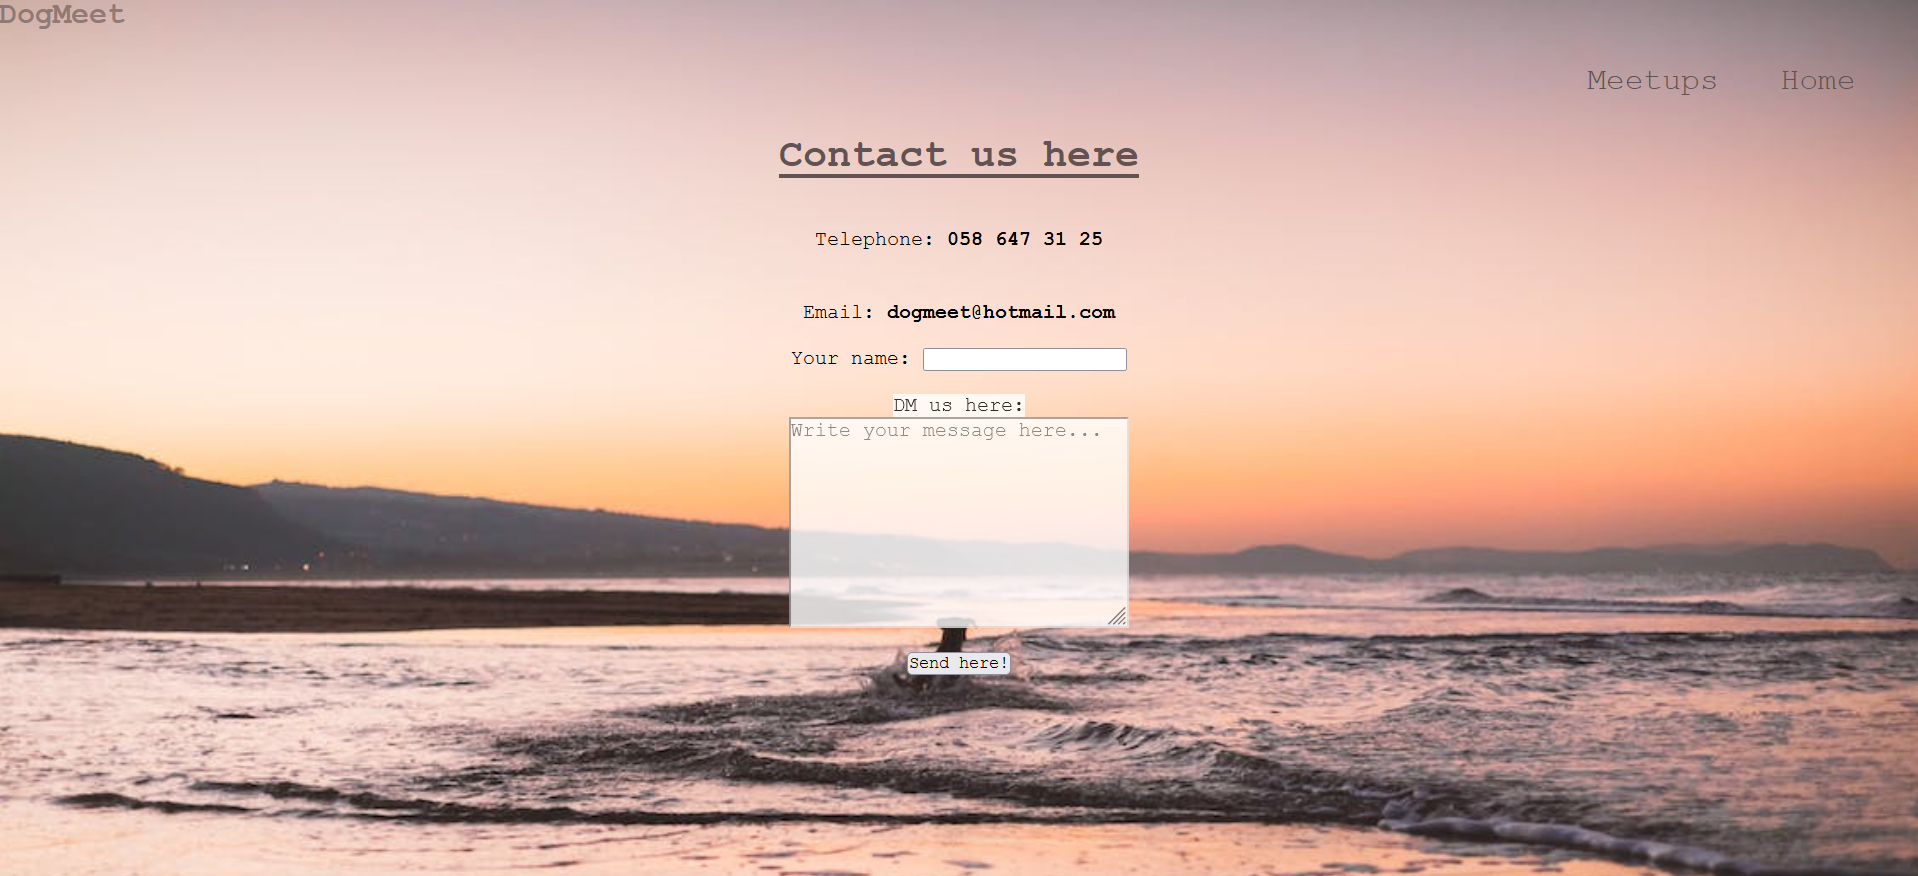 DogMeet
Meetups Home
Contact us here
Telephone: 058 647 31 25
Email: dogmeet@hotmail.com
Your name:
DM us here:
Write your message here...
Send here!